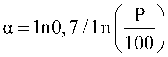 α = ln0,7 / ln(P/100)